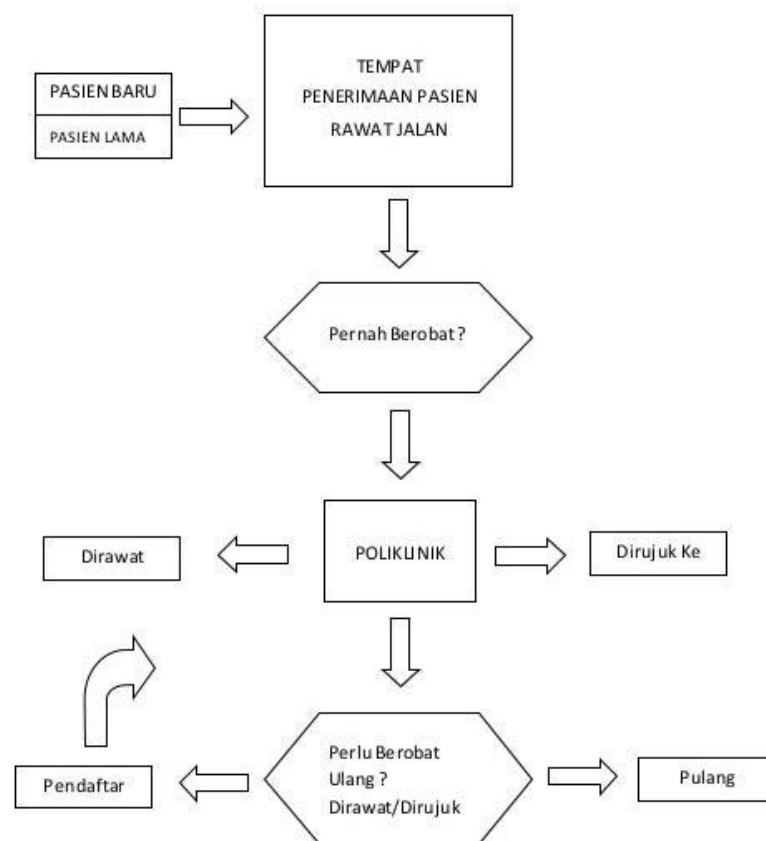 TEMPAT
PENERIMAAN PASIEN
RAWAT JALAN
PASIEN BARU
PASIEN LAMA
Pernah Berobat ?
Dirawat
POLIKLINIK
Dirujuk Ke
Perlu Berobat
Ulang ?
Dirawat/Dirujuk
Pendaftar
Pulang